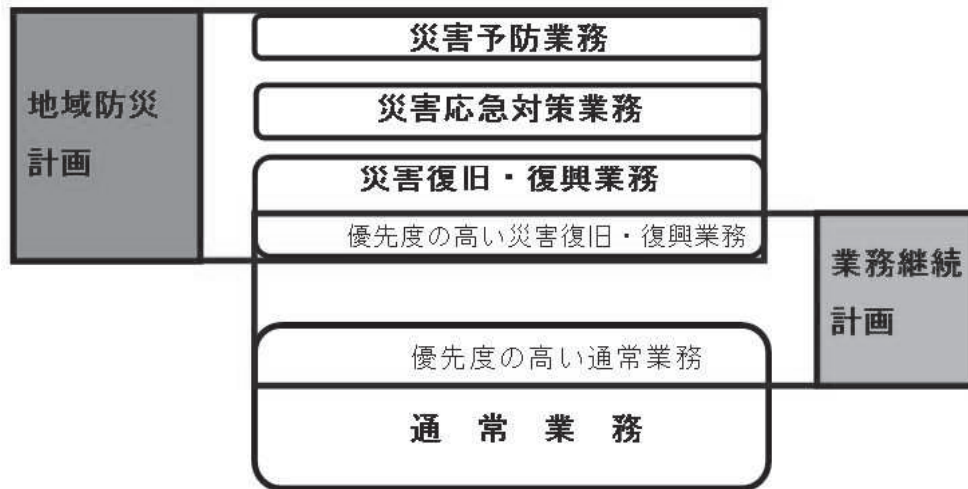 地域防災
計画
災害予防業務
災害応急対策業務
災害復旧・復興業務
優先度の高い災害復旧・復興業務
業務継続
計画
優先度の高い通常業務
通常業務